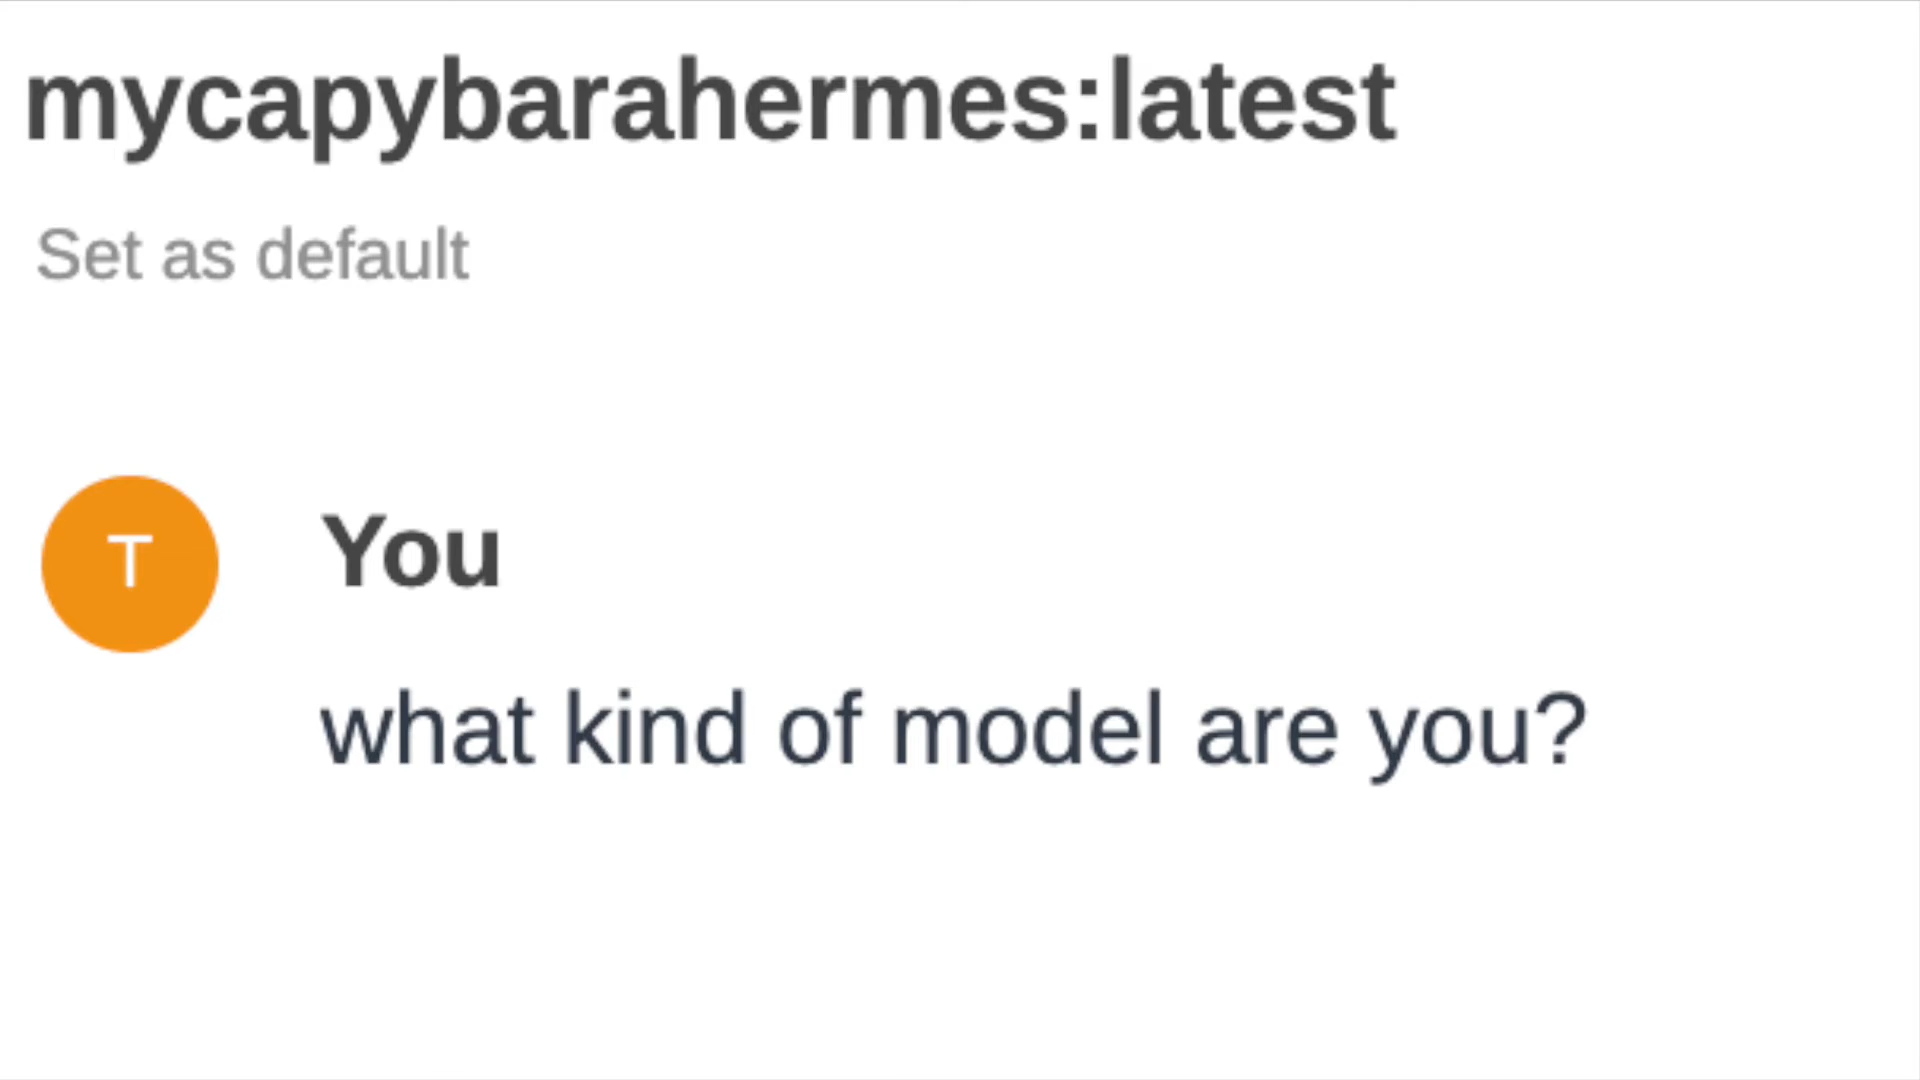 mycapybarahermes:latest
Set as default
T
You
what kind of model are you?